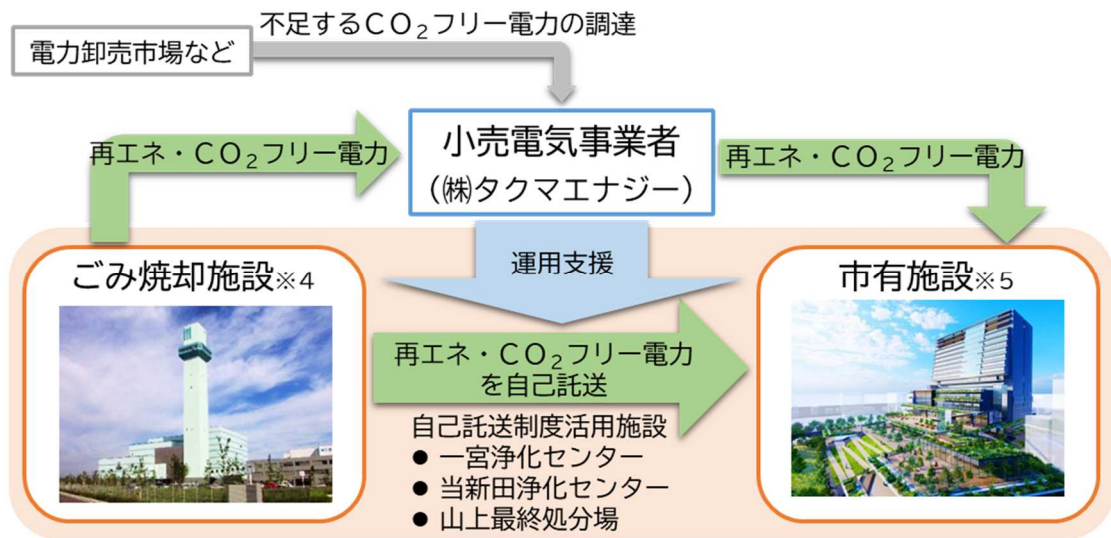 不足するCO₂フリー電力の調達
電力卸売市場など
小売電気事業者
(㈱タクマエナジー)
再エネ・CO₂フリー電力
再エネ・CO₂フリー電力
運用支援
ごみ焼却施設※4
市有施設※5
再エネ・CO₂フリー電力
を自己託送
自己託送制度活用施設
● 一宮浄化センター
● 当新田浄化センター
● 山上最終処分場